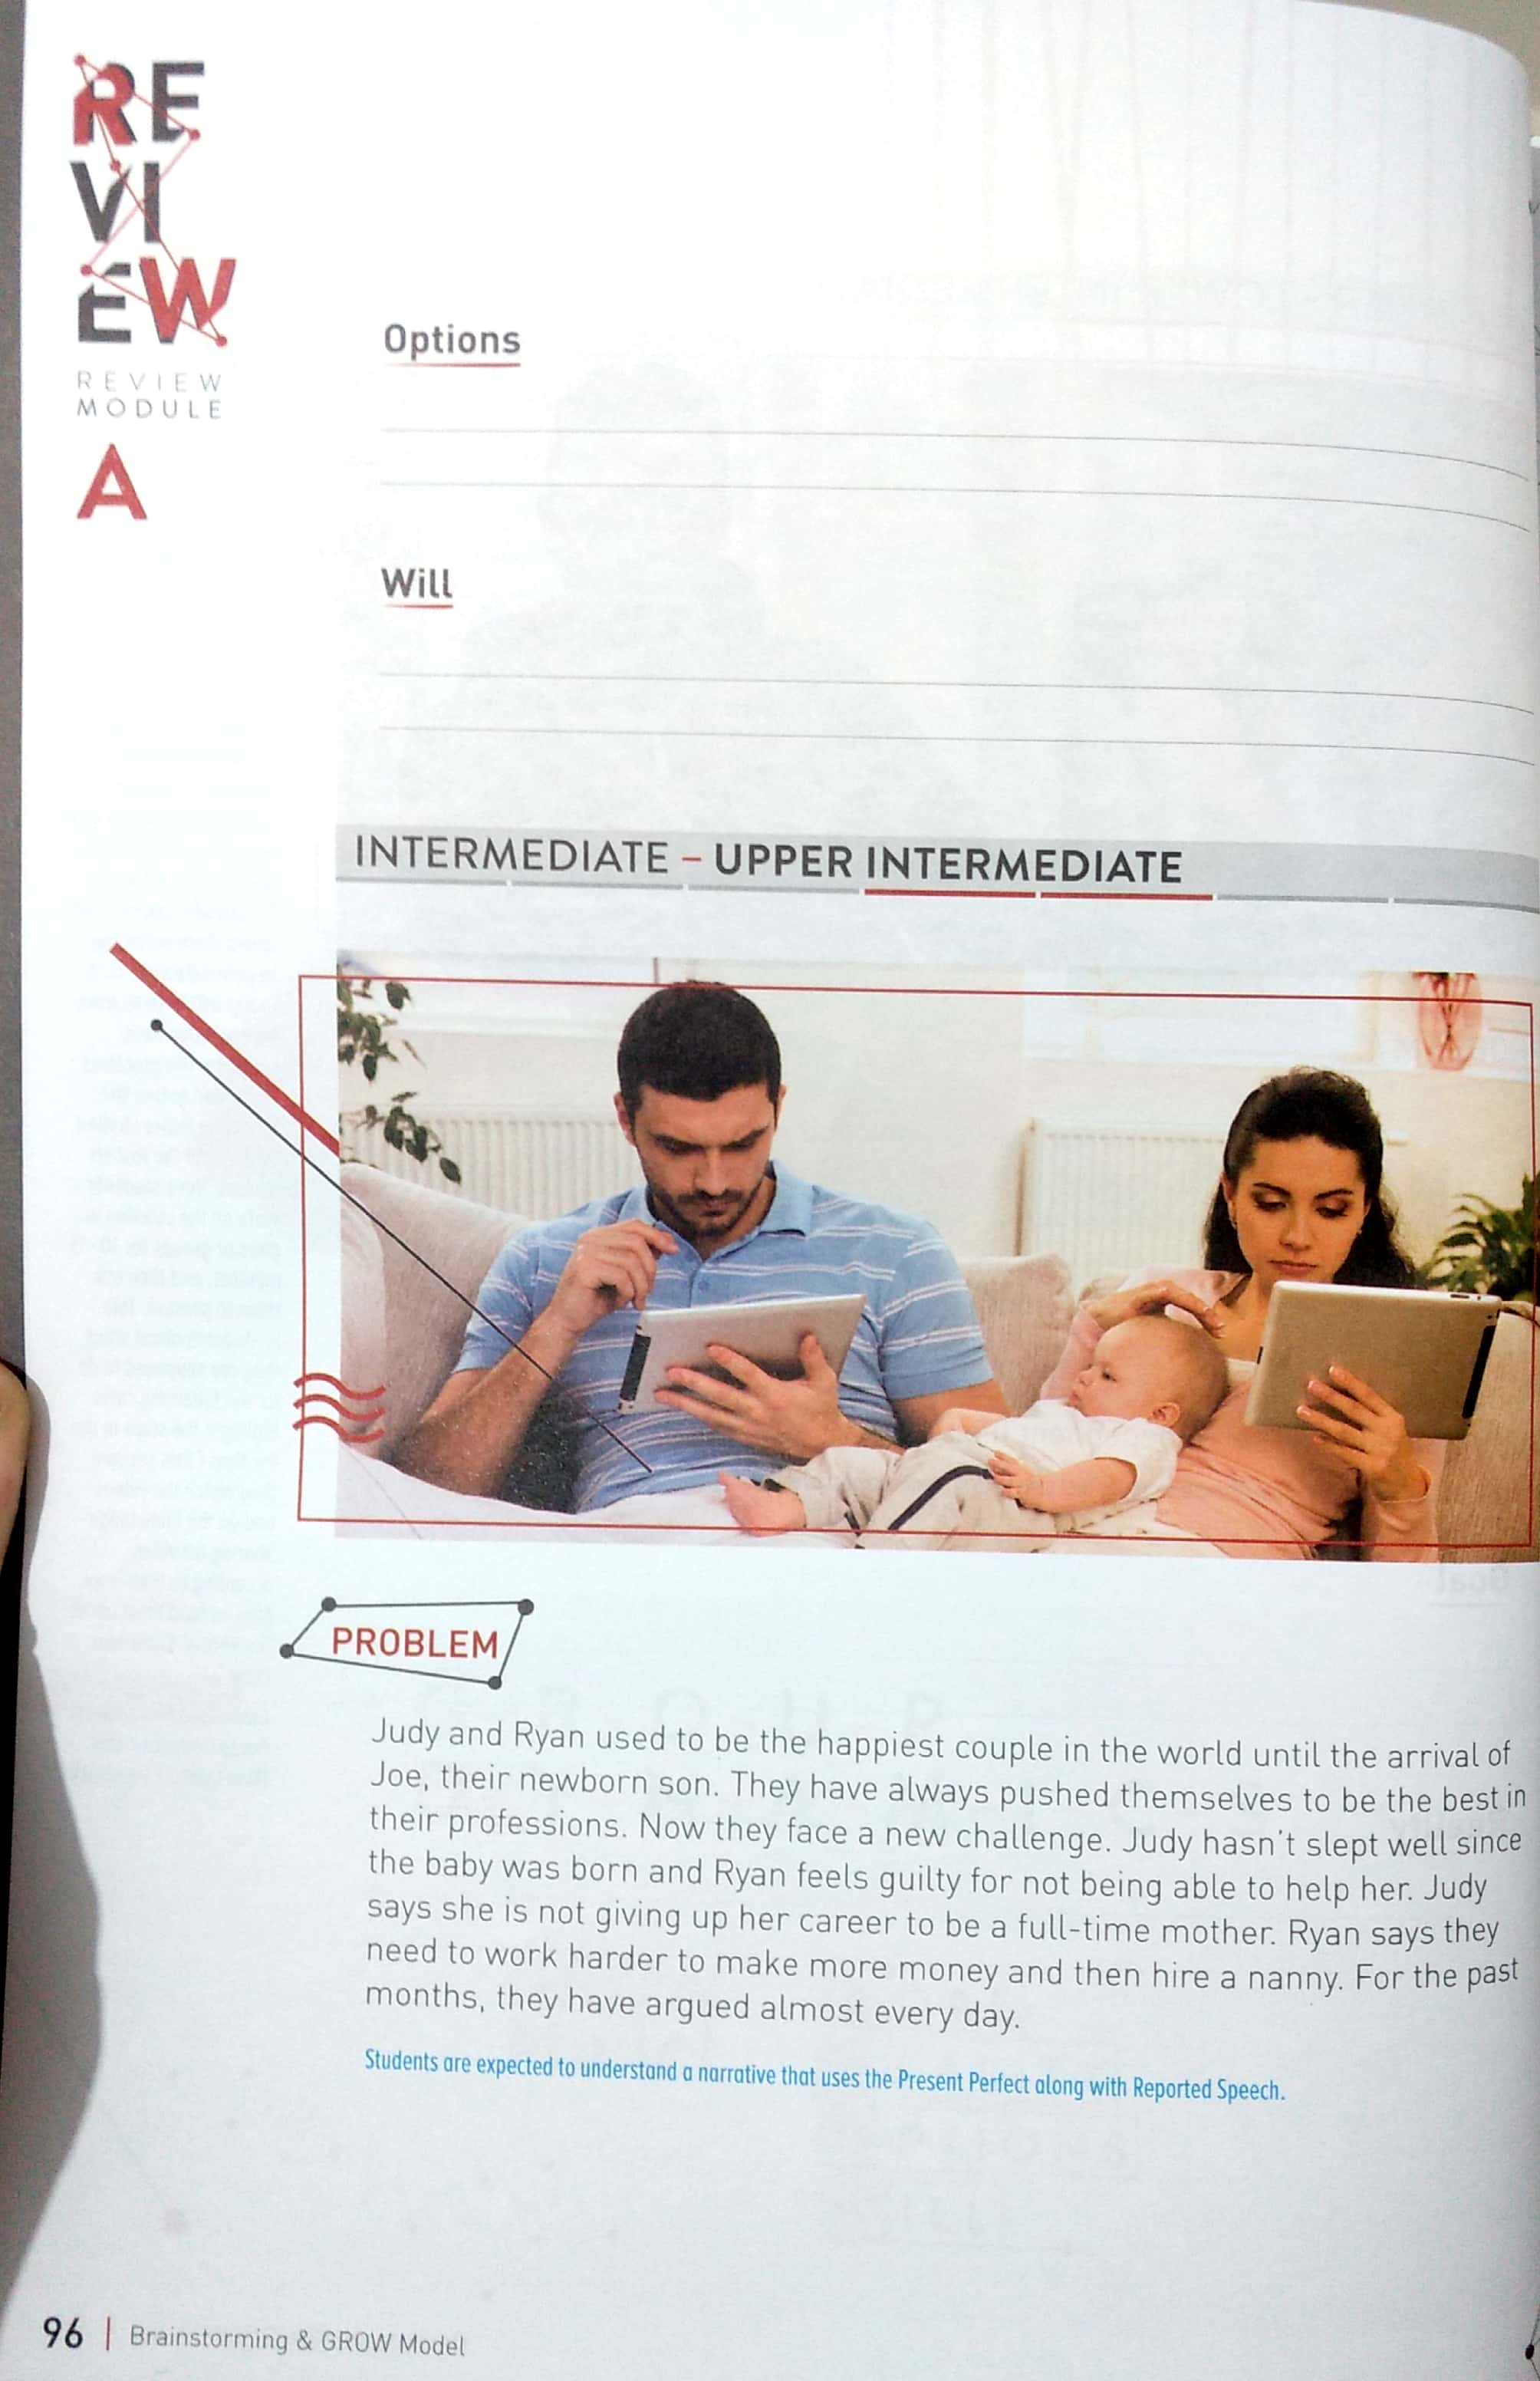 RE
VI
EW
REVIEW
MODULE
A
Options
Will
INTERMEDIATE – UPPER INTERMEDIATE
PROBLEM
Judy and Ryan used to be the happiest couple in the world until the arrival of
Joe, their newborn son. They have always pushed themselves to be the best in
their professions. Now they face a new challenge. Judy hasn't slept well since
the baby was born and Ryan feels guilty for not being able to help her. Judy
says she is not giving up her career to be a full-time mother. Ryan says they
need to work harder to make more money and then hire a nanny. For the past
months, they have argued almost every day.
Students are expected to understand a narrative that uses the Present Perfect along with Reported Speech.
96 | Brainstorming & GROW Model